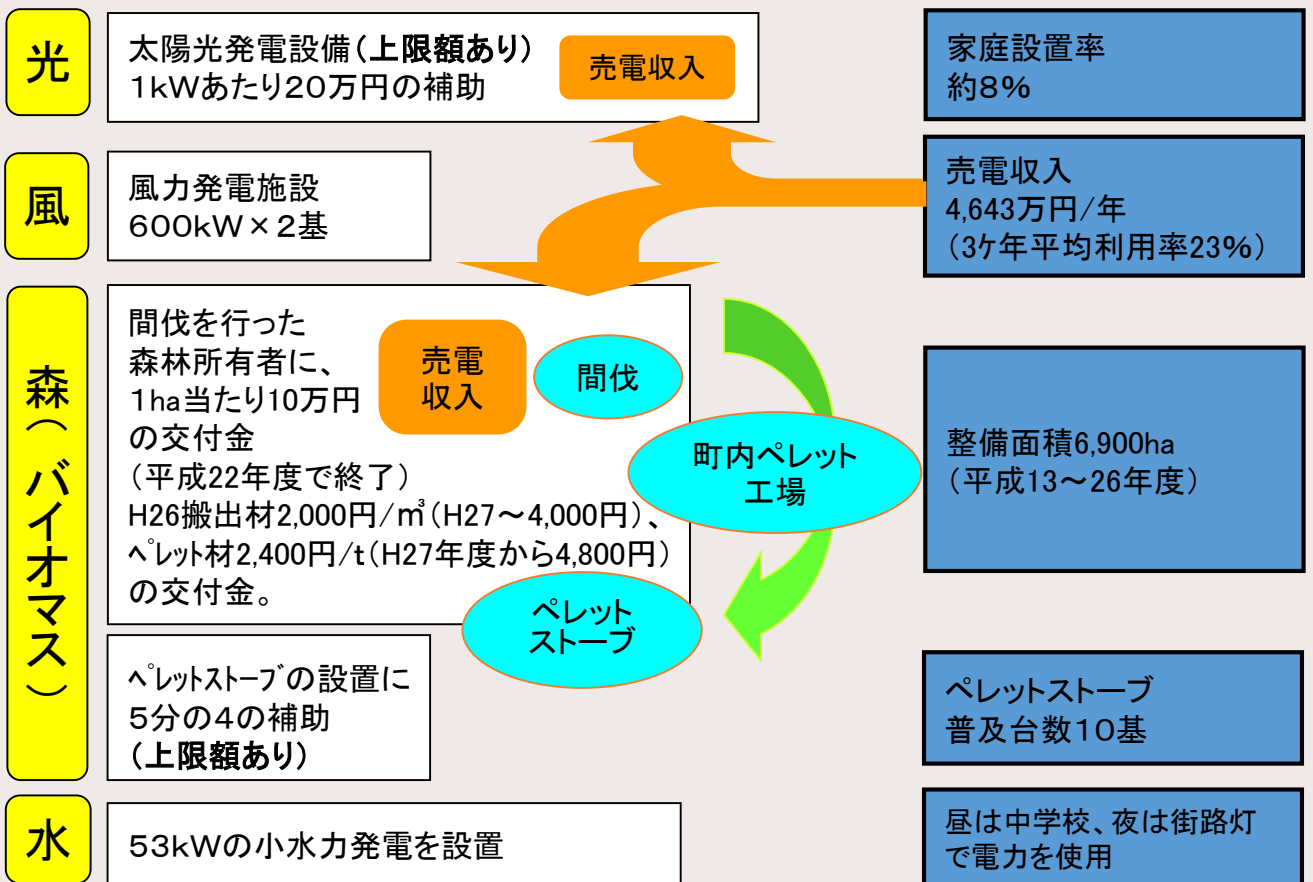 光
太陽光発電設備(上限額あり)
1kWあたり20万円の補助
売電収入
家庭設置率
約8%
風
風力発電施設
600kW×2基
売電収入
4,643万円/年
(3ケ年平均利用率23%)
森(バイオマス)
間伐を行った
森林所有者に、
1ha当たり10万円
の交付金
(平成22年度で終了)
H26搬出材2,000円/㎥(H27~4,000円)、
ペレット材2,400円/t(H27年度から4,800円)
の交付金。
売電
収入
間伐
町内ペレット
工場
ペレット
ストーブ
整備面積6,900ha
(平成13~26年度)
ペレットストーブの設置に
5分の4の補助
(上限額あり)
ペレットストーブ
普及台数10基
水
53kWの小水力発電を設置
昼は中学校、夜は街路灯
で電力を使用